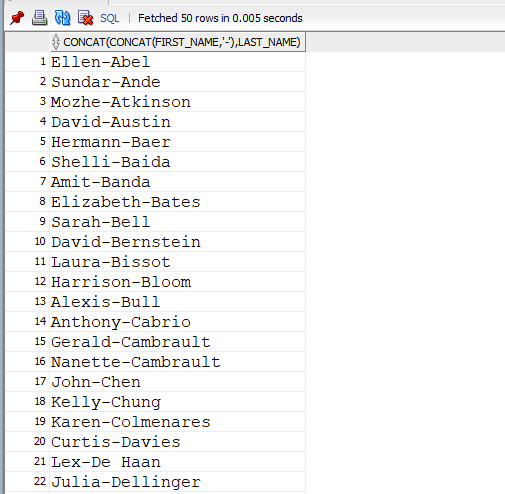 SQL | Fetched 50 rows in 0.005 seconds
CONCAT(CONCAT(FIRST_NAME,'-'),LAST_NAME)
1 Ellen-Abel
2 Sundar-Ande
3 Mozhe-Atkinson
4 David-Austin
5 Hermann-Baer
6 Shelli-Baida
7 Amit-Banda
8 Elizabeth-Bates
9 Sarah-Bell
10 David-Bernstein
11 Laura-Bissot
12 Harrison-Bloom
13 Alexis-Bull
14 Anthony-Cabrio
15 Gerald-Cambrault
16 Nanette-Cambrault
17 John-Chen
18 Kelly-Chung
19 Karen-Colmenares
20 Curtis-Davies
21 Lex-De Haan
22 Julia-Dellinger